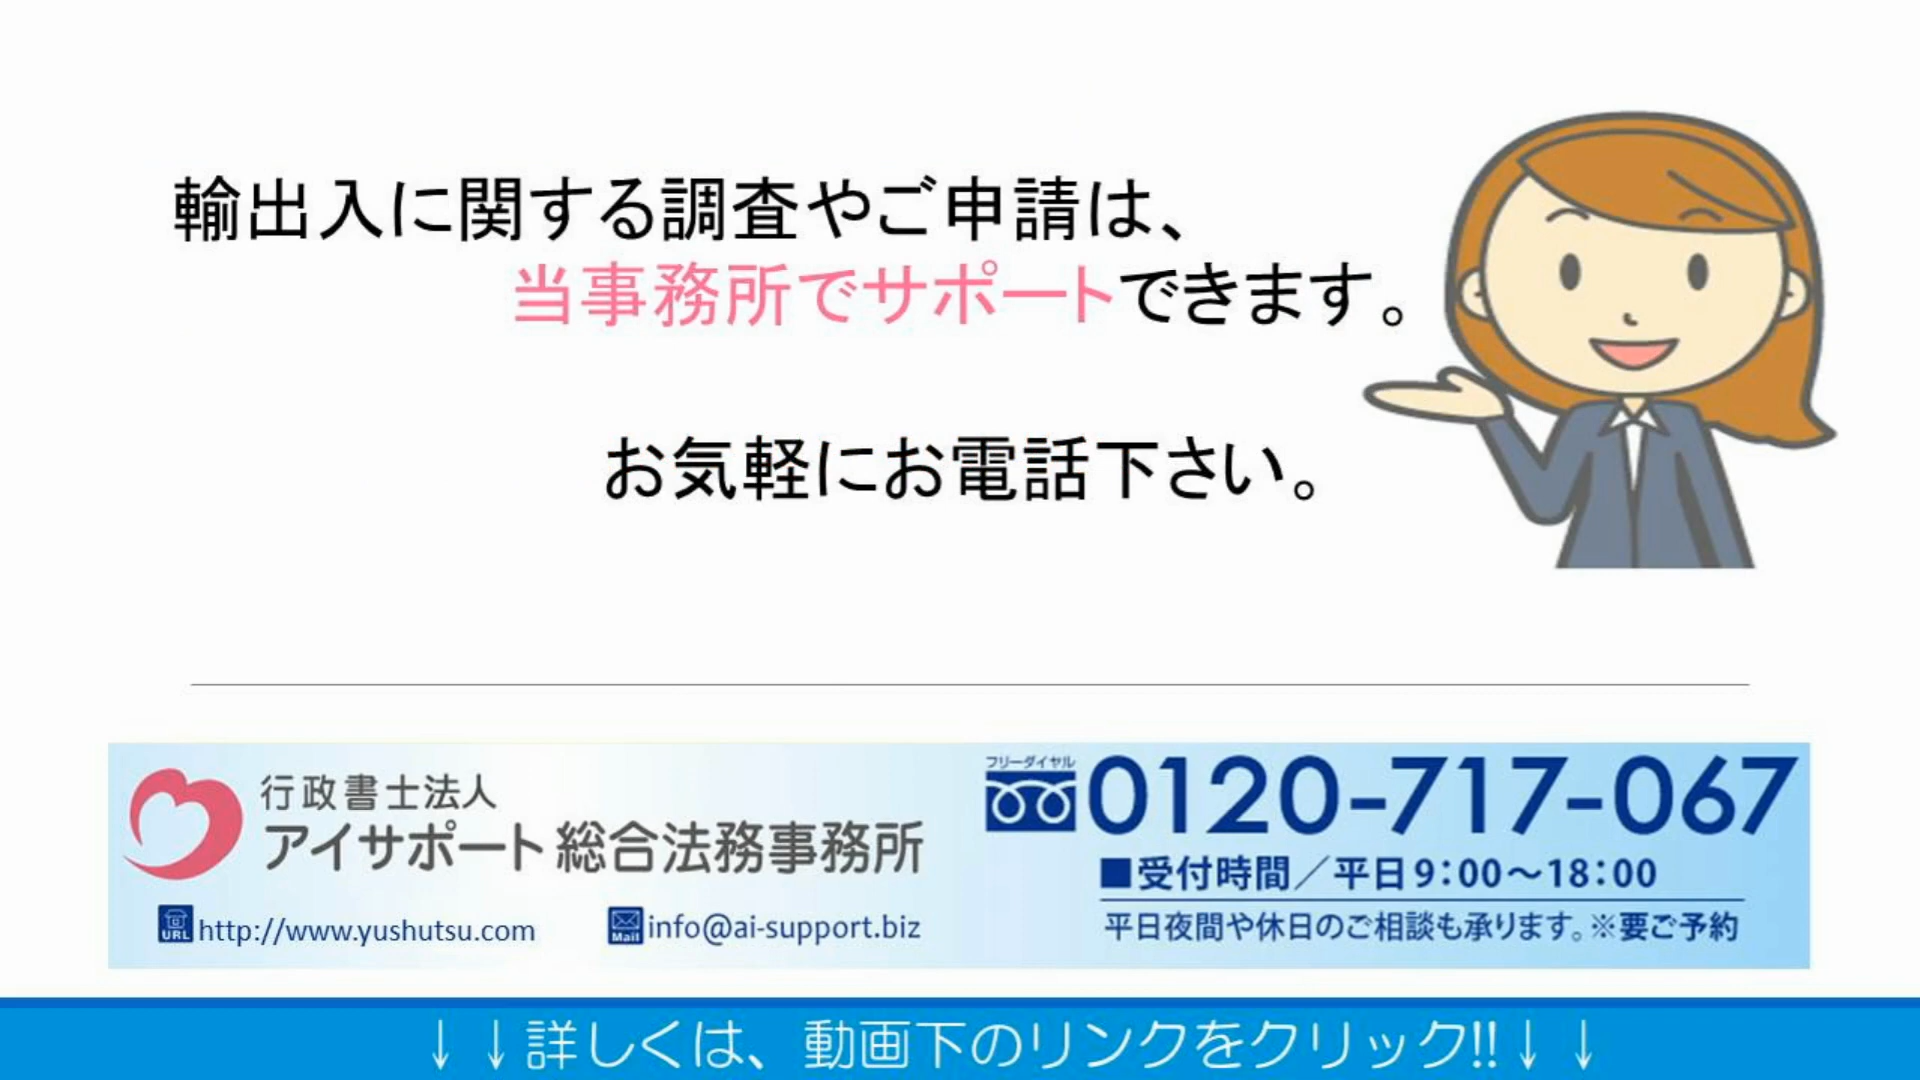 輸出入に関する調査やご申請は、
当事務所でサポートできます。
お気軽にお電話下さい。
行政書士法人
アイサポート総合法務事務所
URL http://www.yushutsu.com
Mail info@ai-support.biz
フリーダイヤル
0120-717-067
■受付時間／平日9：00～18：00
平日夜間や休日のご相談も承ります。※要ご予約
↓↓詳しくは、動画下のリンクをクリック!!↓↓